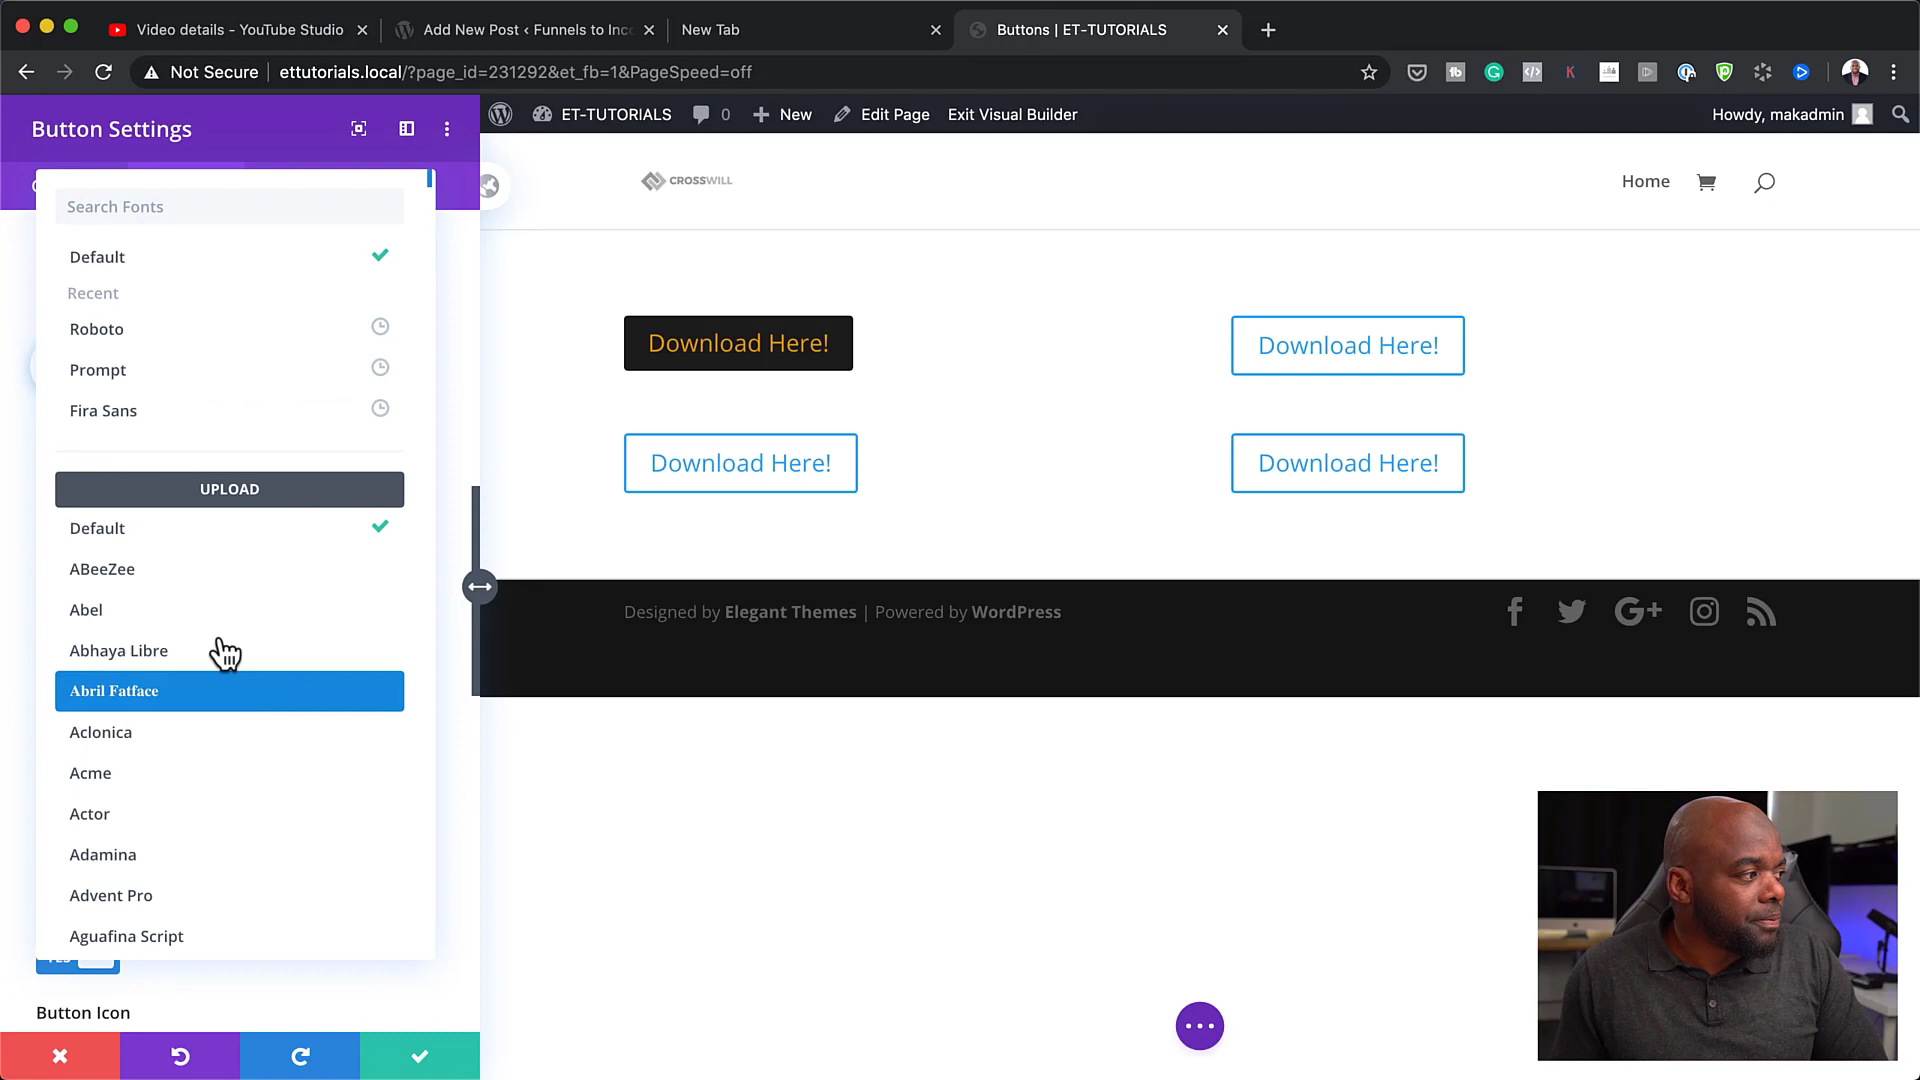 Video details - YouTube Studio
Add New Post ‹ Funnels to Inc
New Tab
Buttons | ET-TUTORIALS
Not Secure
ettutorials.local/?page_id=231292&et_fb=1&PageSpeed=off
Button Settings
ET-TUTORIALS
0
New
Edit Page
Exit Visual Builder
Howdy, makadmin
CROSSWILL
Home
Search Fonts
Default
Recent
Roboto
Prompt
Fira Sans
UPLOAD
Default
ABeeZee
Abel
Abhaya Libre
Abril Fatface
Aclonica
Acme
Actor
Adamina
Advent Pro
Aguafina Script
YES
Button Icon
Download Here!
Download Here!
Download Here!
Download Here!
Designed by Elegant Themes | Powered by WordPress